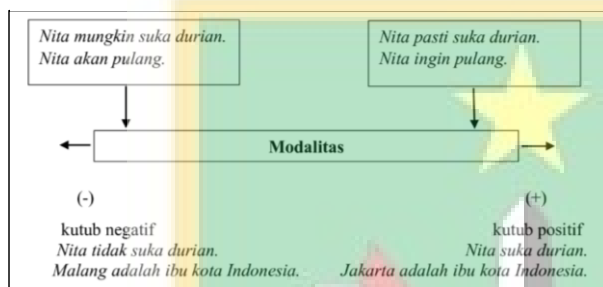 Nita mungkin suka durian.
Nita akan pulang.
Nita pasti suka durian.
Nita ingin pulang.
Modalitas
(-)
kutub negatif
Nita tidak suka durian.
Malang adalah ibu kota Indonesia.
(+)
kutub positif
Nita suka durian.
Jakarta adalah ibu kota Indonesia.